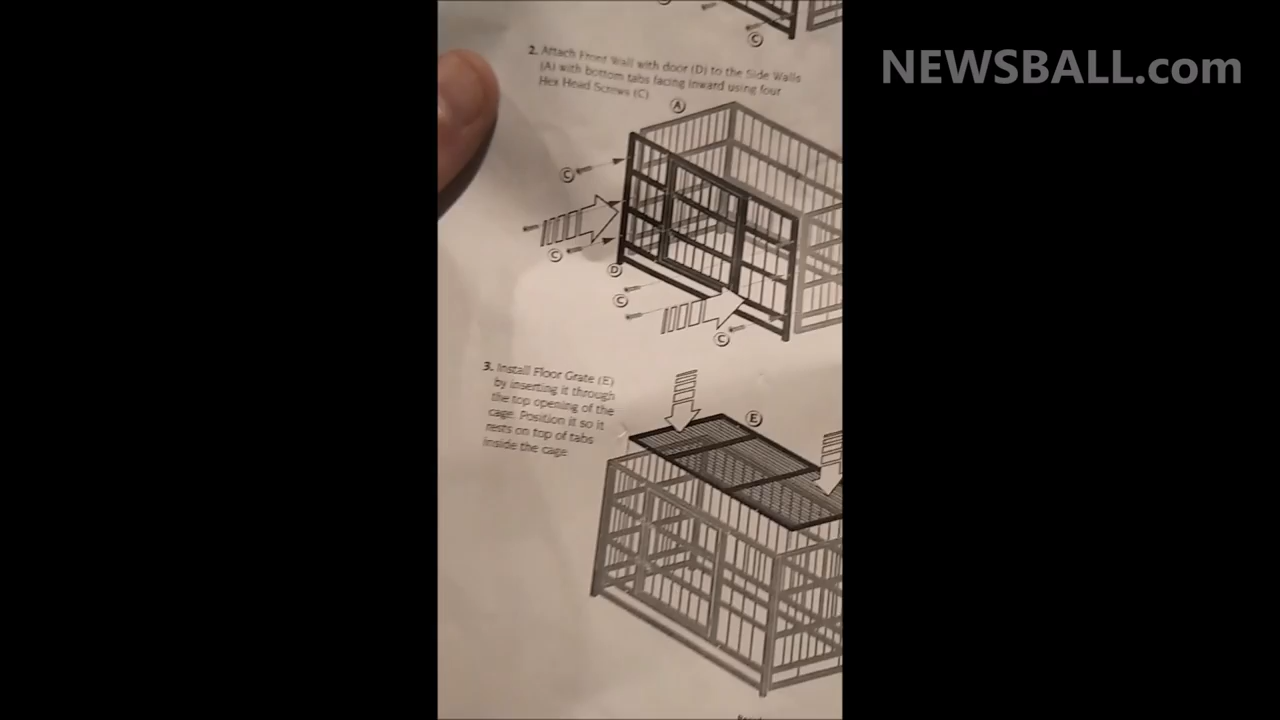 NEWSBALL.com
C
2. Attach Front Wall with door (D) to the Side Walls
(A) with bottom tabs facing inward using four
Hex Head Screws (C)
A
C
C
D
C
C
3. Install Floor Grate (E)
by inserting it through
the top opening of the
cage. Position it so it
rests on top of tabs
inside the cage
E